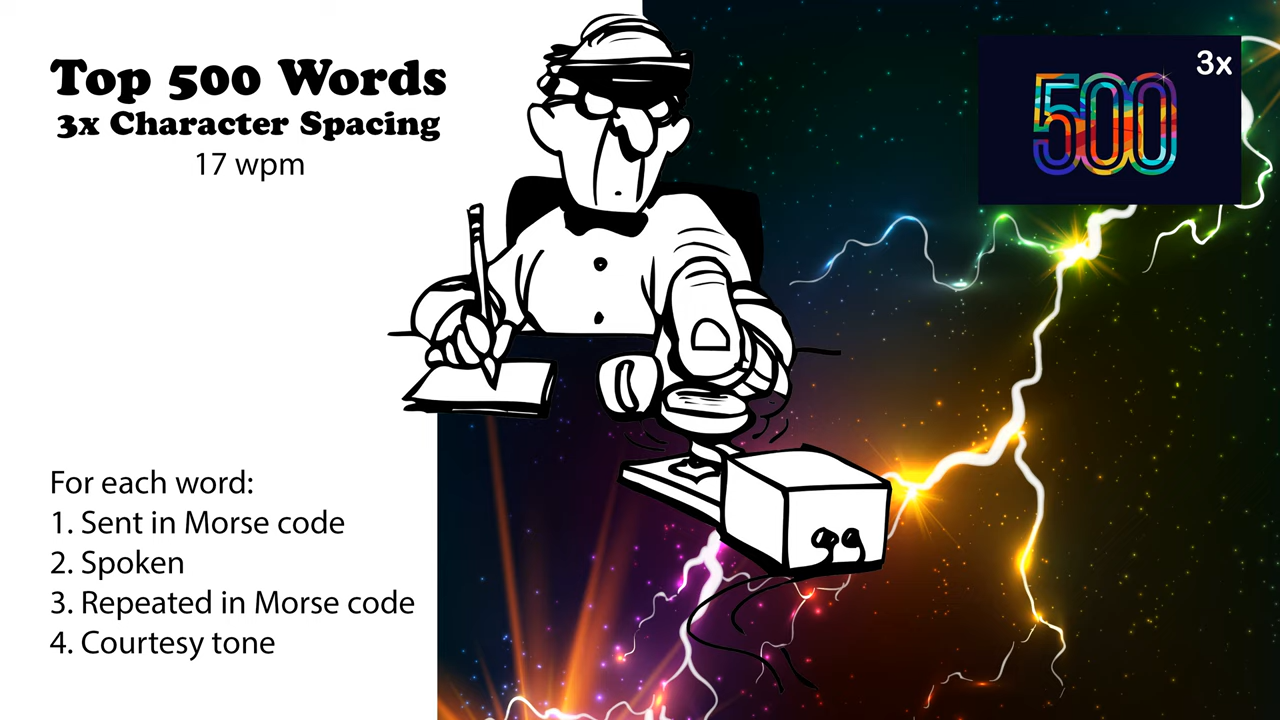 Top 500 Words
3x Character Spacing
17 wpm
3x
500
For each word:
1. Sent in Morse code
2. Spoken
3. Repeated in Morse code
4. Courtesy tone